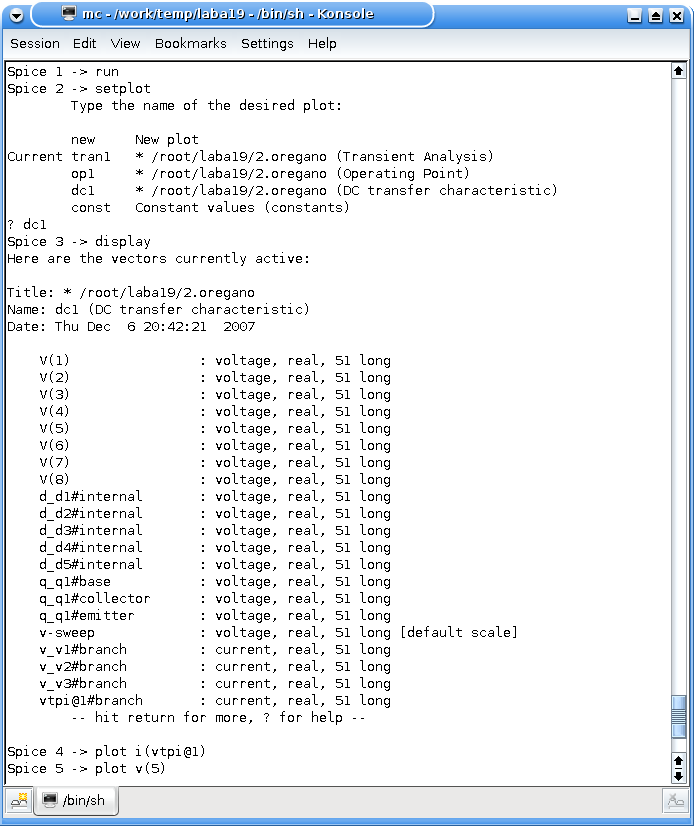 mc - /work/temp/laba19 - /bin/sh - Konsole
Session Edit View Bookmarks Settings Help
Spice 1 -> run
Spice 2 -> setplot
        Type the name of the desired plot:
        new     New plot
Current tran1   * /root/laba19/2.oregano (Transient Analysis)
        op1     * /root/laba19/2.oregano (Operating Point)
        dc1     * /root/laba19/2.oregano (DC transfer characteristic)
        const   Constant values (constants)
? dc1
Spice 3 -> display
Here are the vectors currently active:
Title: * /root/laba19/2.oregano
Name: dc1 (DC transfer characteristic)
Date: Thu Dec  6 20:42:21  2007
    V(1)                : voltage, real, 51 long
    V(2)                : voltage, real, 51 long
    V(3)                : voltage, real, 51 long
    V(4)                : voltage, real, 51 long
    V(5)                : voltage, real, 51 long
    V(6)                : voltage, real, 51 long
    V(7)                : voltage, real, 51 long
    V(8)                : voltage, real, 51 long
    d_d1#internal       : voltage, real, 51 long
    d_d2#internal       : voltage, real, 51 long
    d_d3#internal       : voltage, real, 51 long
    d_d4#internal       : voltage, real, 51 long
    d_d5#internal       : voltage, real, 51 long
    q_q1#base           : voltage, real, 51 long
    q_q1#collector      : voltage, real, 51 long
    q_q1#emitter        : voltage, real, 51 long
    v-sweep             : voltage, real, 51 long [default scale]
    v_v1#branch         : current, real, 51 long
    v_v2#branch         : current, real, 51 long
    v_v3#branch         : current, real, 51 long
    vtpi@1#branch       : current, real, 51 long
        -- hit return for more, ? for help --
Spice 4 -> plot i(vtpi@1)
Spice 5 -> plot v(5)
/bin/sh